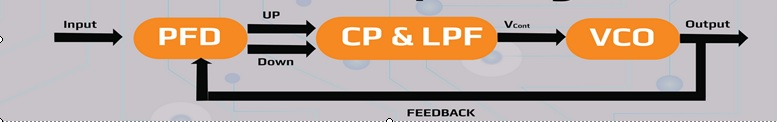 Input
PFD
UP
Down
CP & LPF
VCont
VCO
Output
FEEDBACK